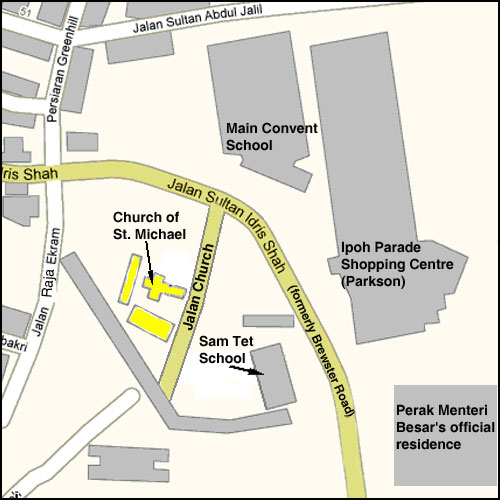 51
Jalan Sultan Abdul Jalil
Persiaran Greenhill
Main Convent
School
Idris Shah
Jalan Sultan Idris Shah
(formerly Brewster Road)
Church of
St. Michael
Jalan Church
Ipoh Parade
Shopping Centre
(Parkson)
Jalan Raja Ekram
bakri
Sam Tet
School
Perak Menteri
Besar's official
residence